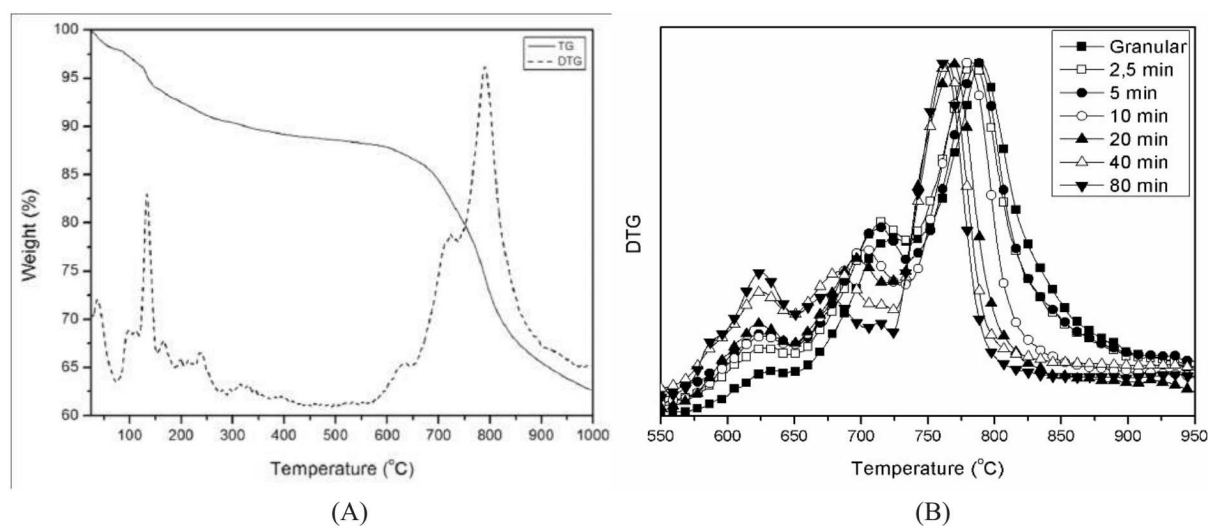 100
95
90
85
80
75
70
65
60
Weight (%)
TG
DTG
100 200 300 400 500 600 700 800 900 1000
Temperature (°C)
(A)
DTG
Granular
2,5 min
5 min
10 min
20 min
40 min
80 min
550 600 650 700 750 800 850 900 950
Temperature (°C)
(B)